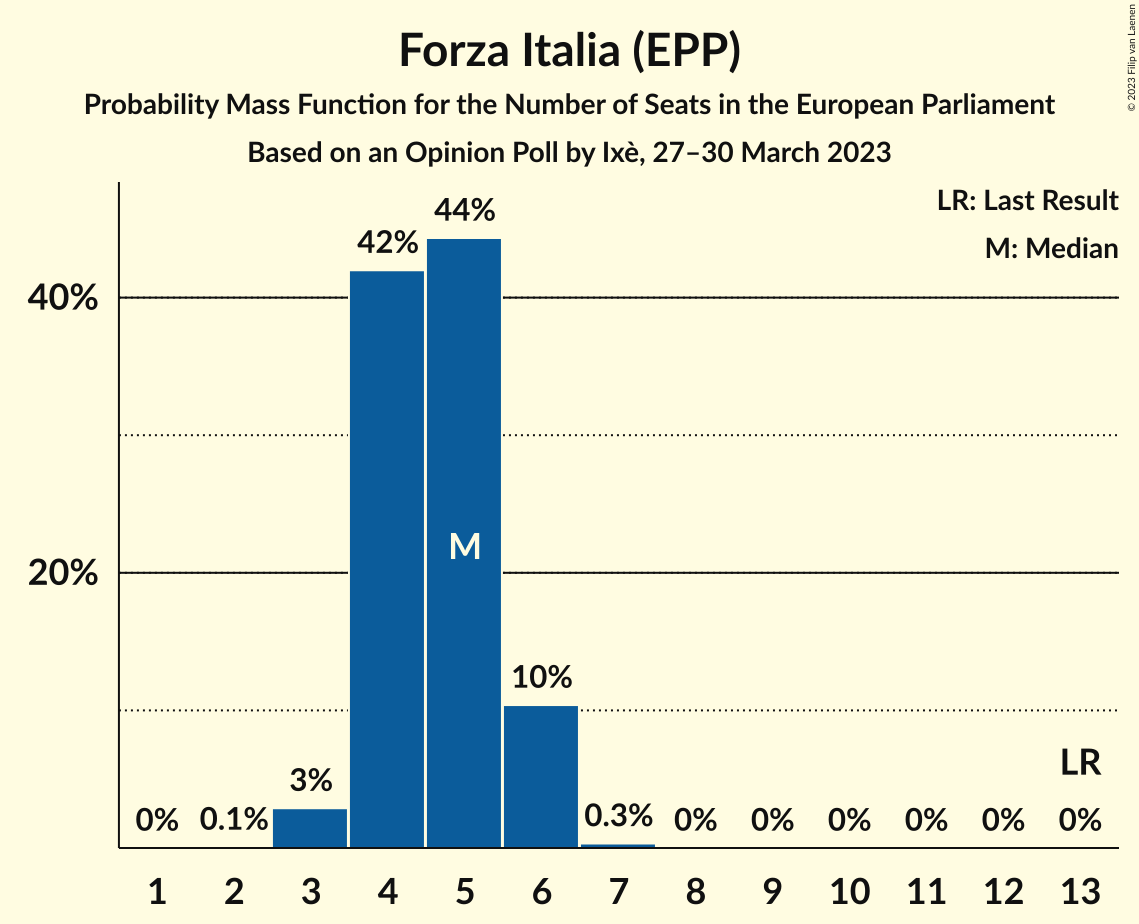 Forza Italia (EPP)
Probability Mass Function for the Number of Seats in the European Parliament
Based on an Opinion Poll by Ixè, 27–30 March 2023
© 2023 Filip van Laenen
LR: Last Result
M: Median
40%
20%
0%
0.1%
3%
42%
44%
M
10%
0.3%
0%
0%
0%
0%
0%
LR
0%
1 2 3 4 5 6 7 8 9 10 11 12 13